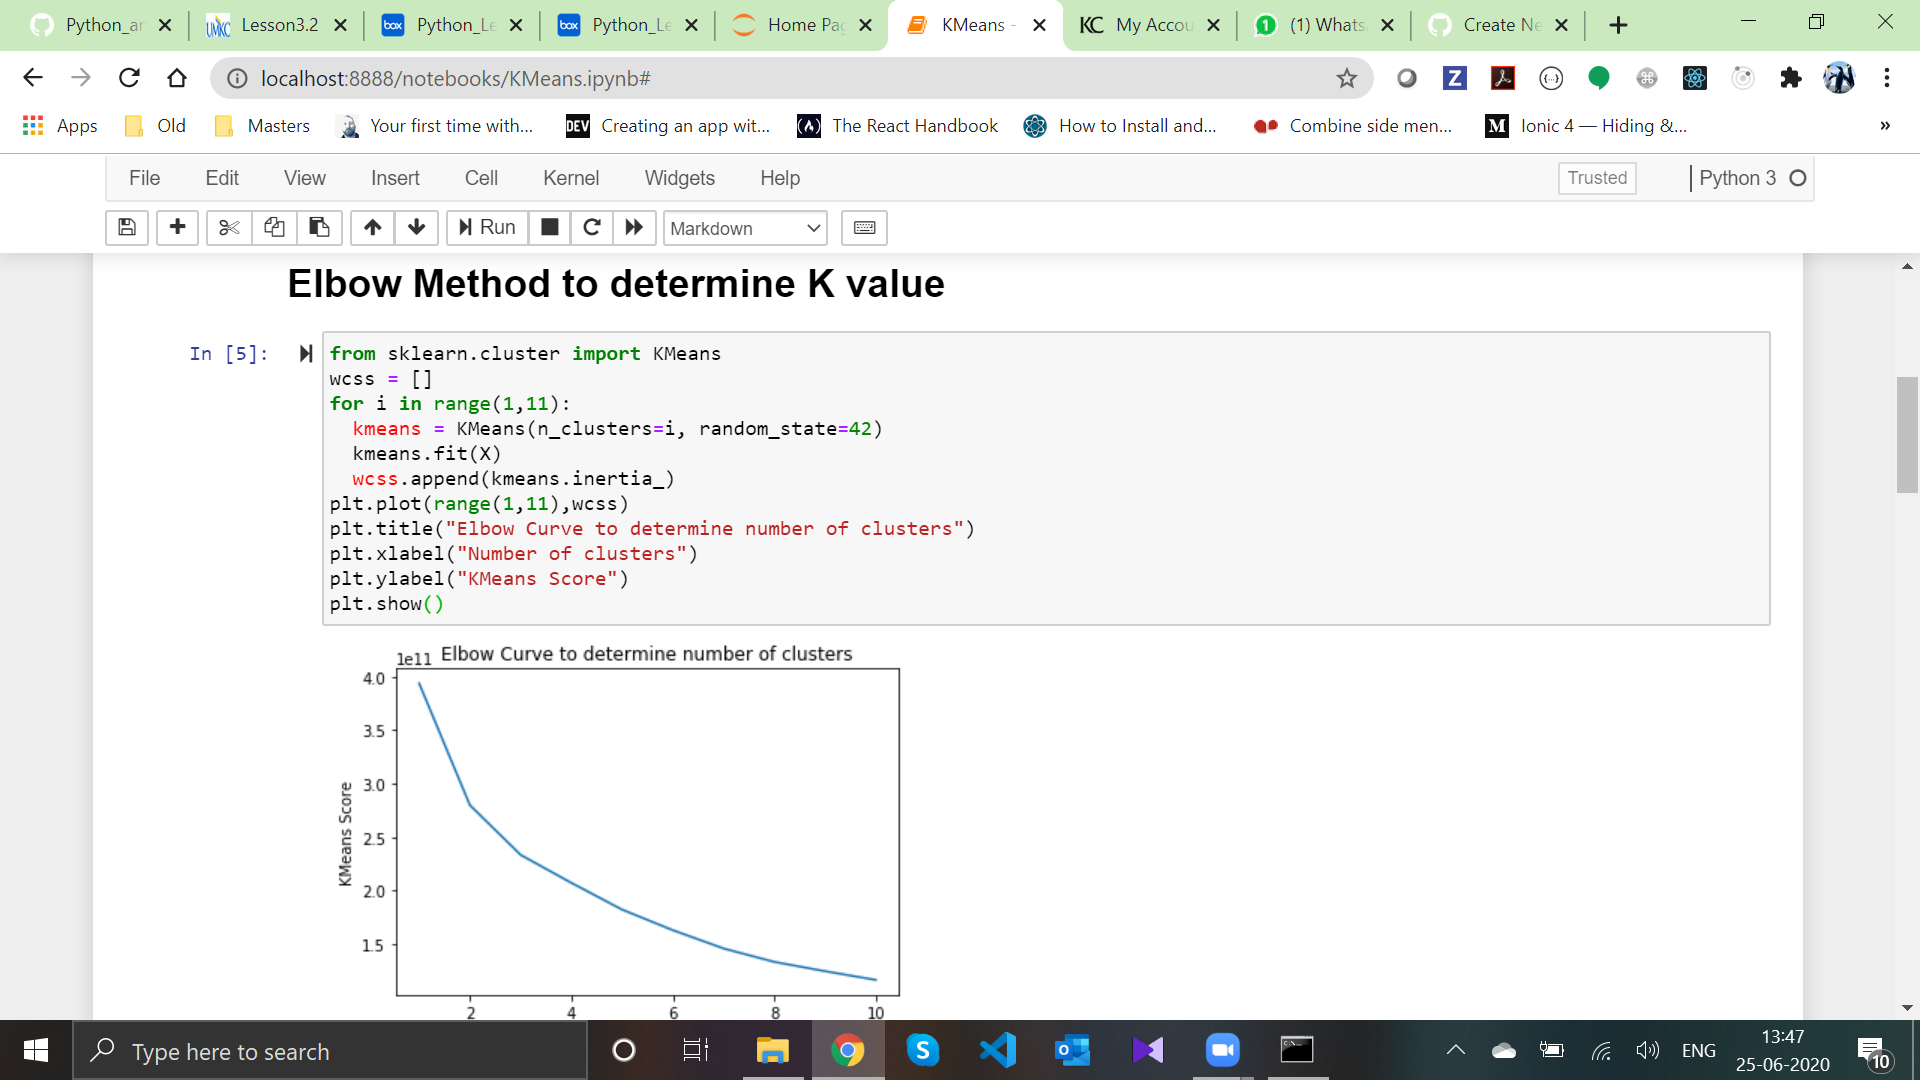 Python_ar
Lesson3.2
Python_Le
Python_Le
Home Pag
KMeans -
My Accou
(1) Whats
Create Ne
localhost:8888/notebooks/KMeans.ipynb#
Apps
Old
Masters
Your first time with...
Creating an app wit...
The React Handbook
How to Install and...
Combine side men...
Ionic 4 — Hiding &...
»
File Edit View Insert Cell Kernel Widgets Help
Trusted
Python 3
Run
Markdown
Elbow Method to determine K value
In [5]:
from sklearn.cluster import KMeans
wcss = []
for i in range(1,11):
  kmeans = KMeans(n_clusters=i, random_state=42)
  kmeans.fit(X)
  wcss.append(kmeans.inertia_)
plt.plot(range(1,11),wcss)
plt.title("Elbow Curve to determine number of clusters")
plt.xlabel("Number of clusters")
plt.ylabel("KMeans Score")
plt.show()
1e11 Elbow Curve to determine number of clusters
4.0
3.5
3.0
2.5
2.0
1.5
KMeans Score
2 4 6 8 10
Type here to search
ENG
13:47
25-06-2020
10